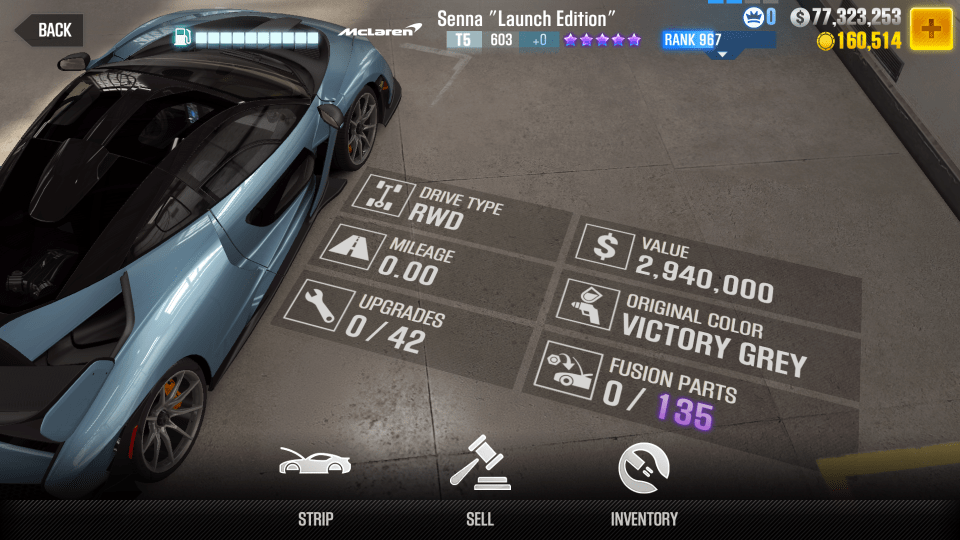 BACK
McLaren
Senna "Launch Edition"
T5 603 +0
RANK 967
0
$ 77,323,253
160,514
DRIVE TYPE
RWD
MILEAGE
0.00
UPGRADES
0 / 42
$
VALUE
2,940,000
ORIGINAL COLOR
VICTORY GREY
FUSION PARTS
0 / 135
STRIP
SELL
INVENTORY